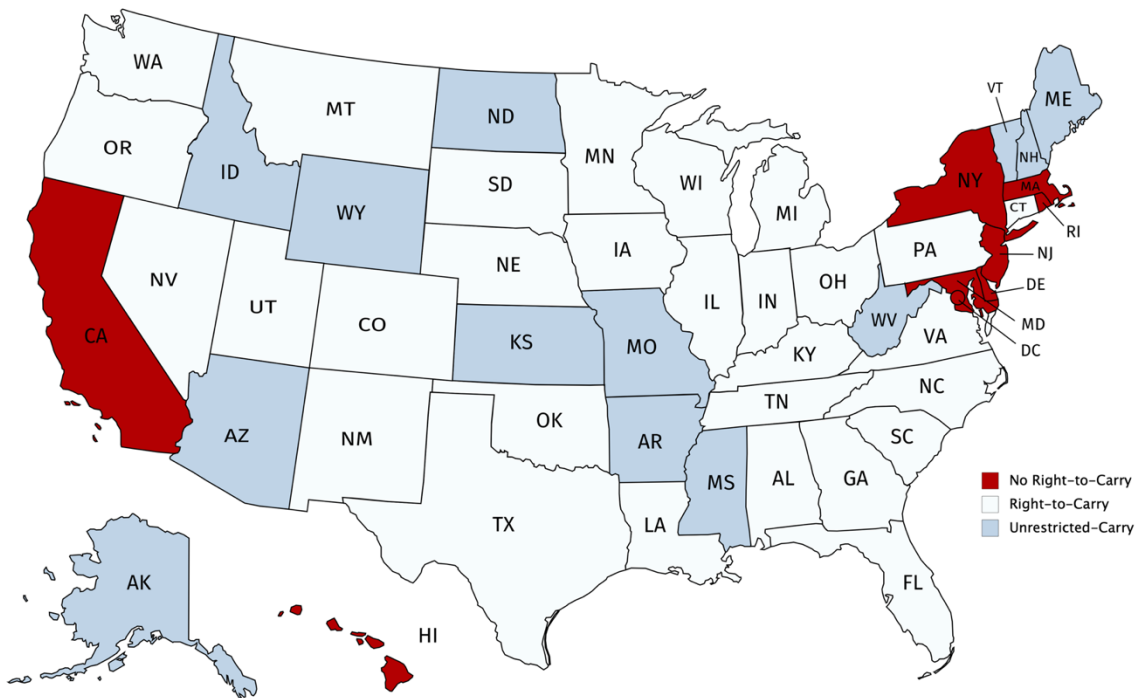 WA
MT
ND
MN
VT
ME
OR
ID
SD
WI
MI
NH
NY
MA
CT
RI
WY
IA
NE
PA
NJ
NV
UT
CO
IL
IN
OH
DE
CA
KS
MO
WV
VA
MD
DC
KY
AZ
NM
OK
TN
NC
AR
SC
MS
AL
GA
TX
LA
No Right-to-Carry
Right-to-Carry
Unrestricted-Carry
FL
AK
HI